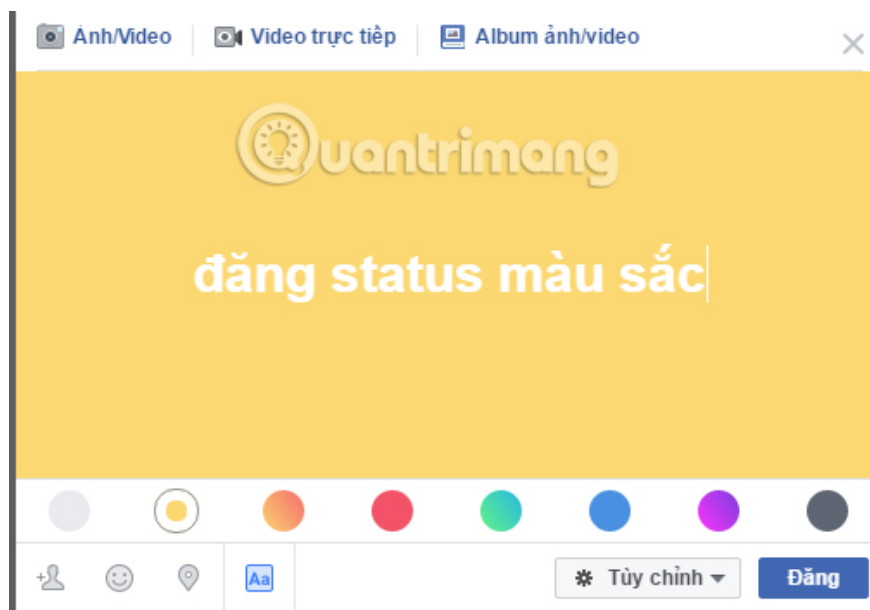 Ảnh/Video Video trực tiếp Album ảnh/video
Quantrimang
đăng status màu sắc
Aa Tùy chỉnh Đăng